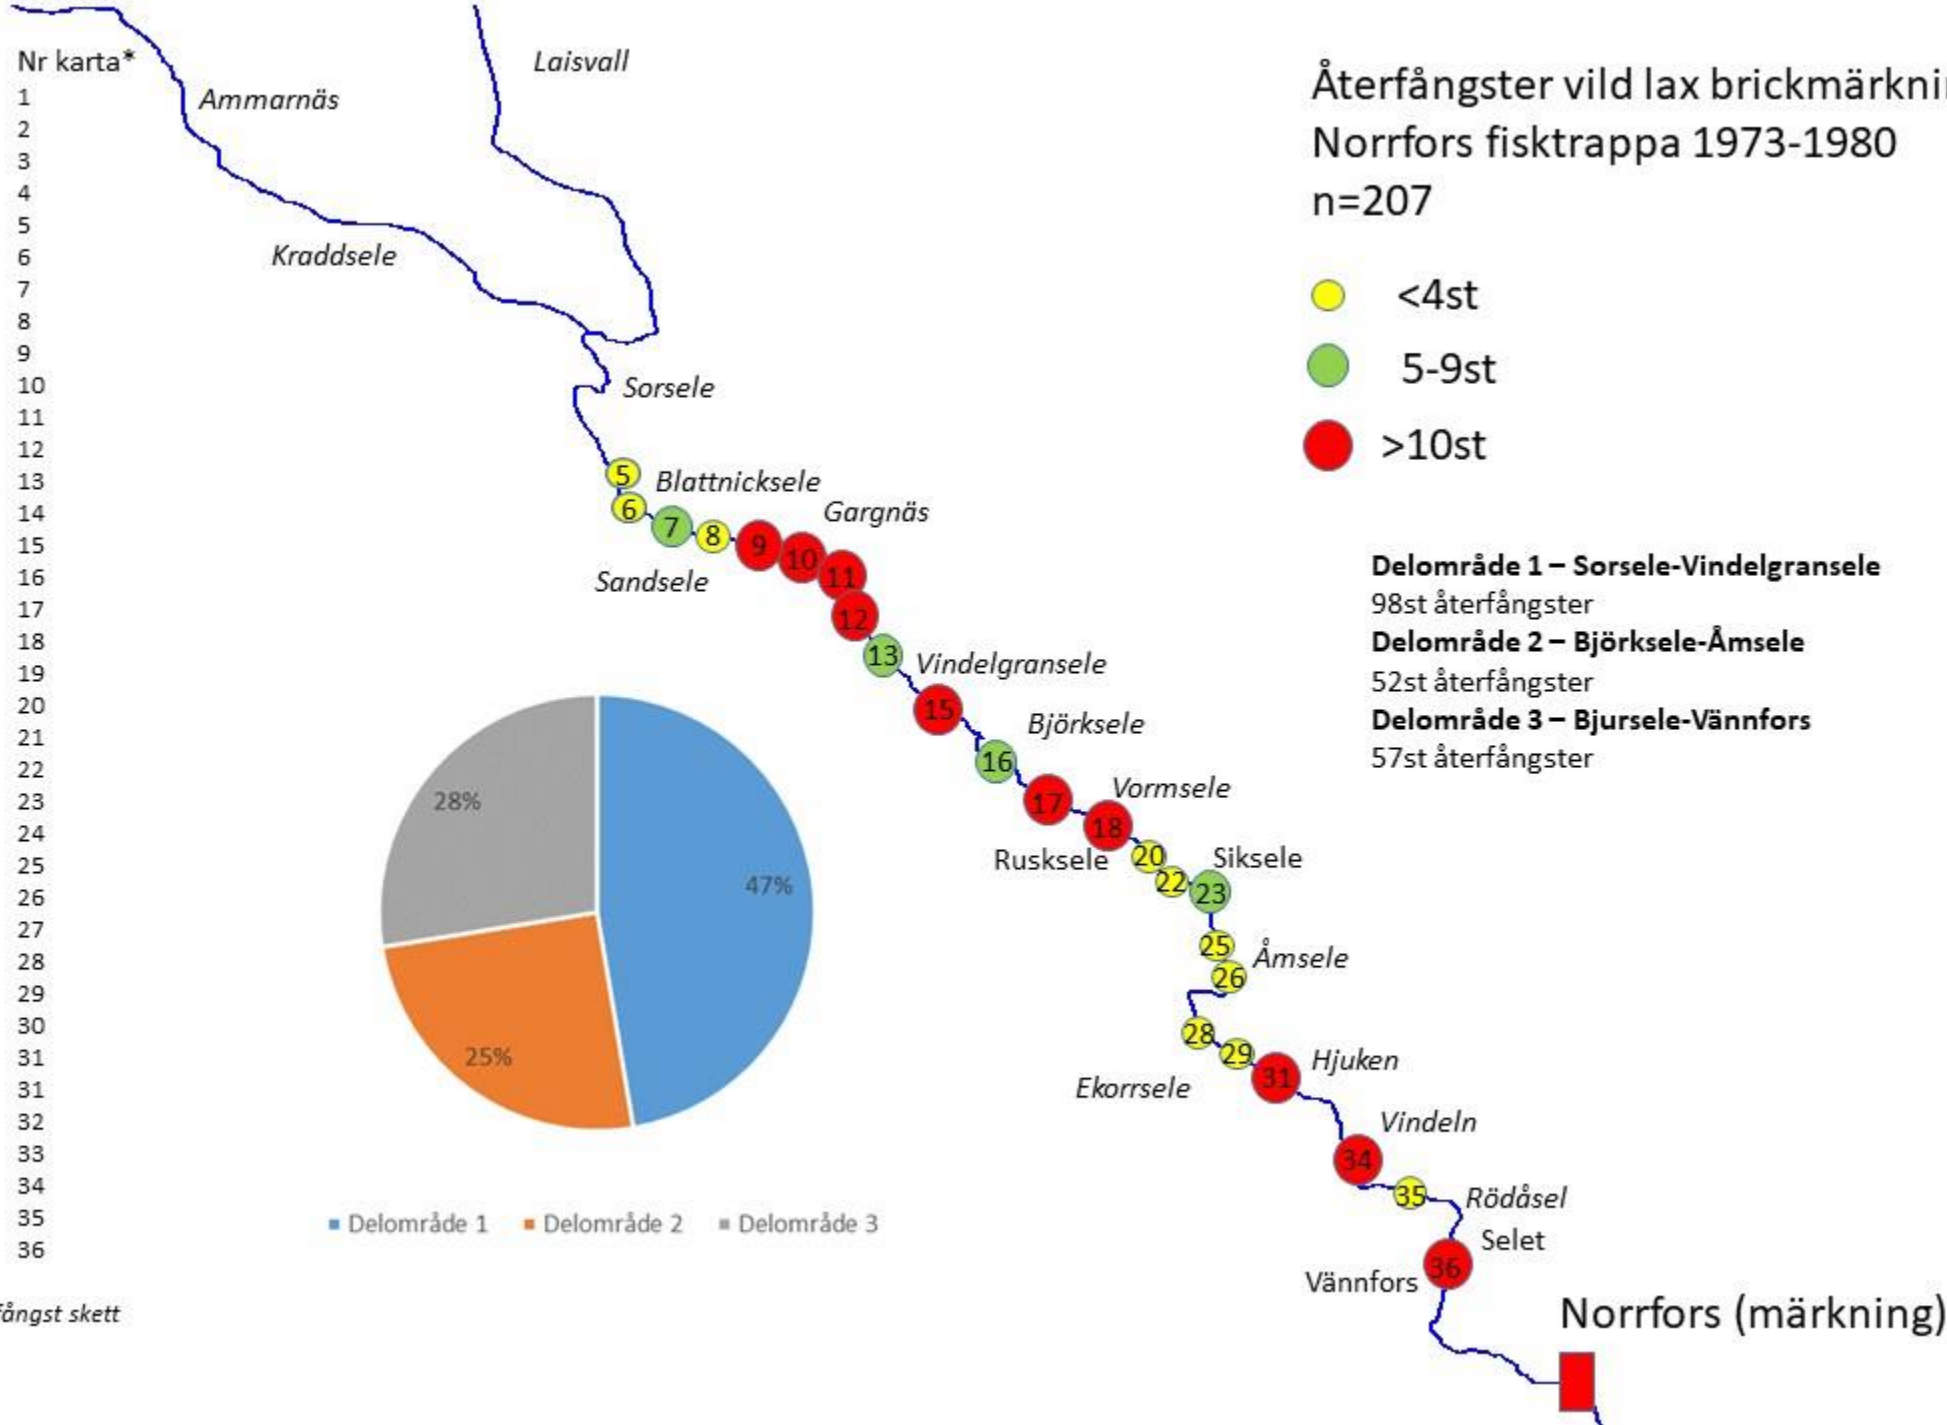 Nr karta*
1
2
3
4
5
6
7
8
9
10
11
12
13
14
15
16
17
18
19
20
21
22
23
24
25
26
27
28
29
30
31
31
32
33
34
35
36
fångst skett
Ammarnäs
Laisvall
Kraddsele
Sorsele
5
Blattnicksele
6
7
8
9
10
11
Gargnäs
Sandsele
12
13
Vindelgransele
15
Björksele
16
17
Vormsele
18
Rusksele
20
22
Siksele
23
25
Åmsele
26
28
29
Ekorrsele
31
Hjuken
Vindeln
34
35
Rödåsel
Selet
36
Vännfors
Norrfors (märkning)
Återfångster vild lax
Norrfors fisktrappa 1973-1980
n=207
<4st
5-9st
>10st
Delområde 1 – Sorsele-Vindelgransele
98st återfångster
Delområde 2 – Björksele-Åmsele
52st återfångster
Delområde 3 – Bjursele-Vännfors
57st återfångster
28%
47%
25%
Delområde 1 Delområde 2 Delområde 3